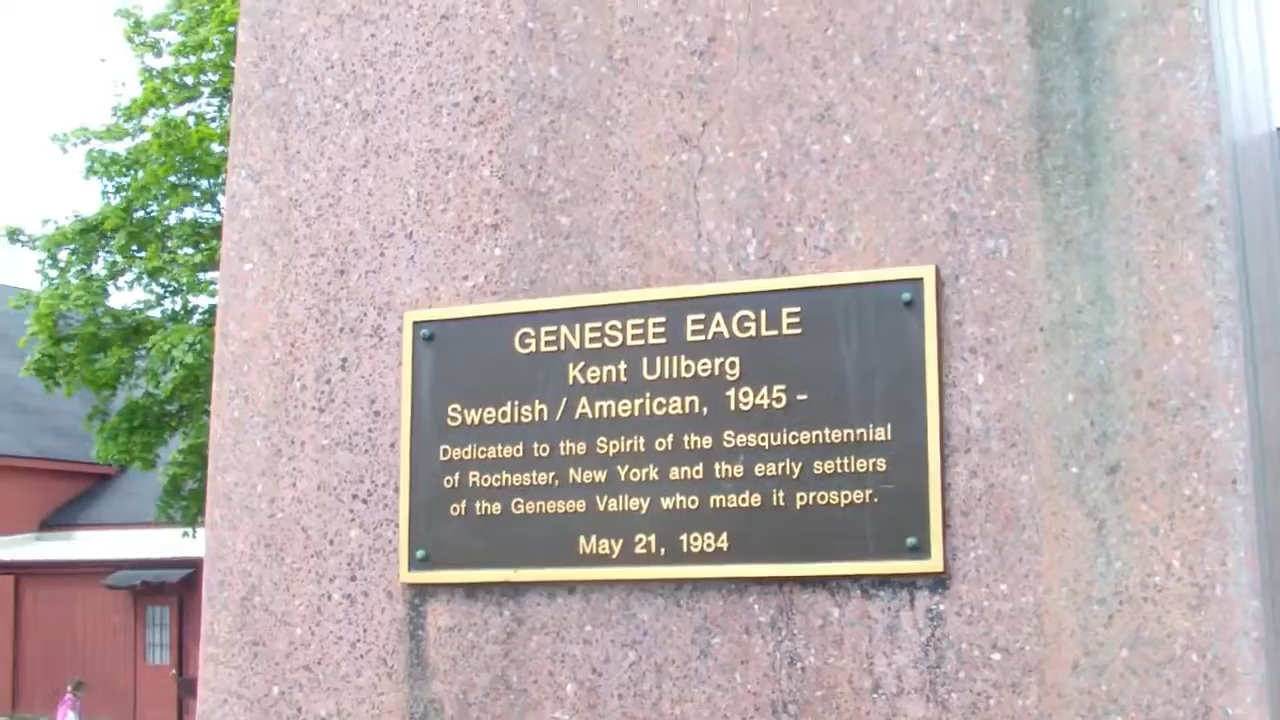 GENESEE EAGLE
Kent Ullberg
Swedish / American, 1945 -
Dedicated to the Spirit of the Sesquicentennial
of Rochester, New York and the early settlers
of the Genesee Valley who made it prosper.
May 21, 1984